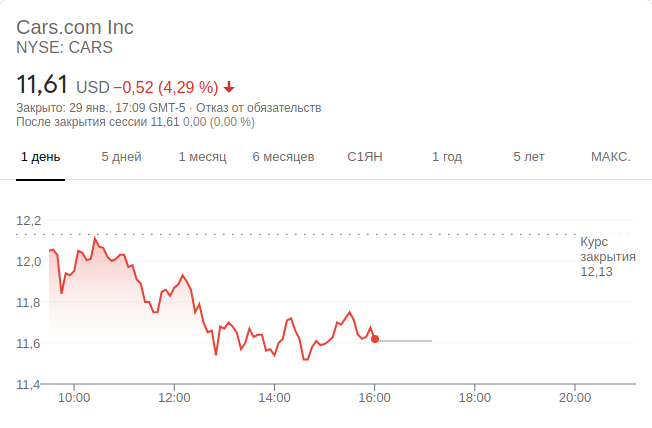 Cars.com Inc
NYSE: CARS
11,61 USD −0,52 (4,29 %)
Закрыто: 29 янв., 17:09 GMT-5 · Отказ от обязательств
После закрытия сессии 11,61 0,00 (0,00 %)
1 день 5 дней 1 месяц 6 месяцев С1ЯН 1 год 5 лет МАКС.
12,2
12,0
11,8
11,6
11,4
Курс
закрытия
12,13
10:00 12:00 14:00 16:00 18:00 20:00